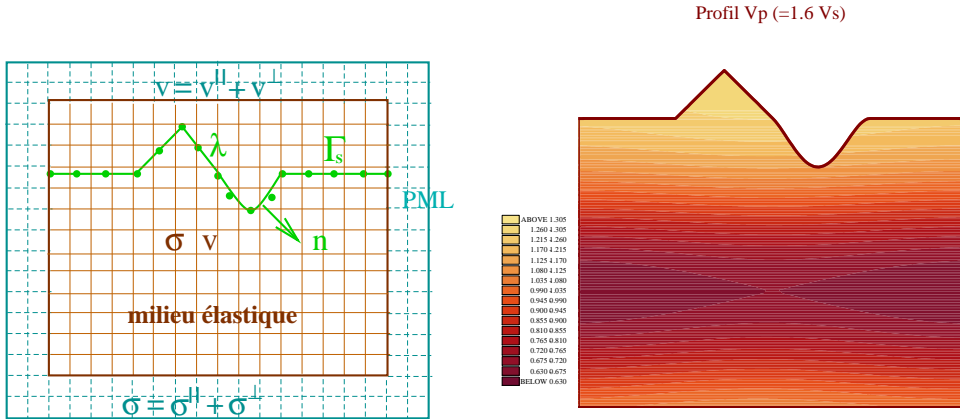 Profil Vp (=1.6 Vs)
v = v^{||} + v^{⊥}
λ
Γ_s
PML
σ v
n
milieu élastique
σ = σ^{||} + σ^{⊥}
ABOVE 1.305
1.260 1.305
1.215 1.260
1.170 1.215
1.125 1.170
1.080 1.125
1.035 1.080
0.990 1.035
0.945 0.990
0.900 0.945
0.855 0.900
0.810 0.855
0.765 0.810
0.720 0.765
0.675 0.720
0.630 0.675
BELOW 0.630